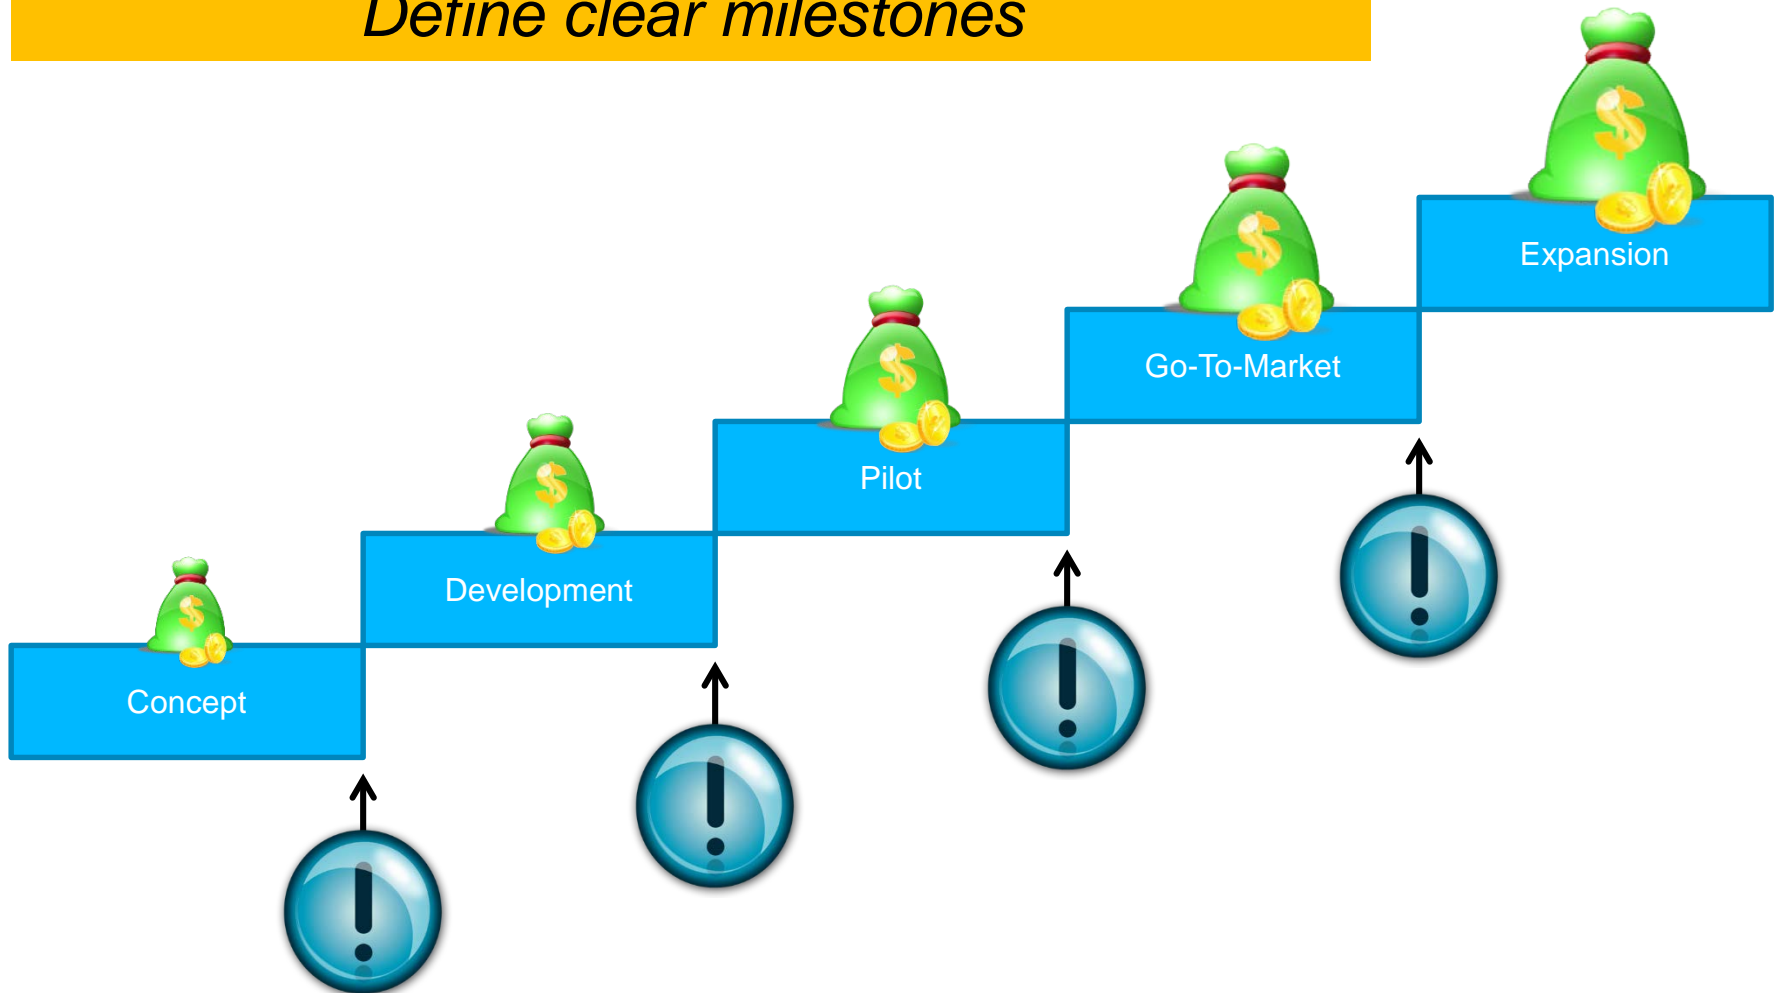 Define clear milestones
Expansion
Go-To-Market
Pilot
Development
Concept